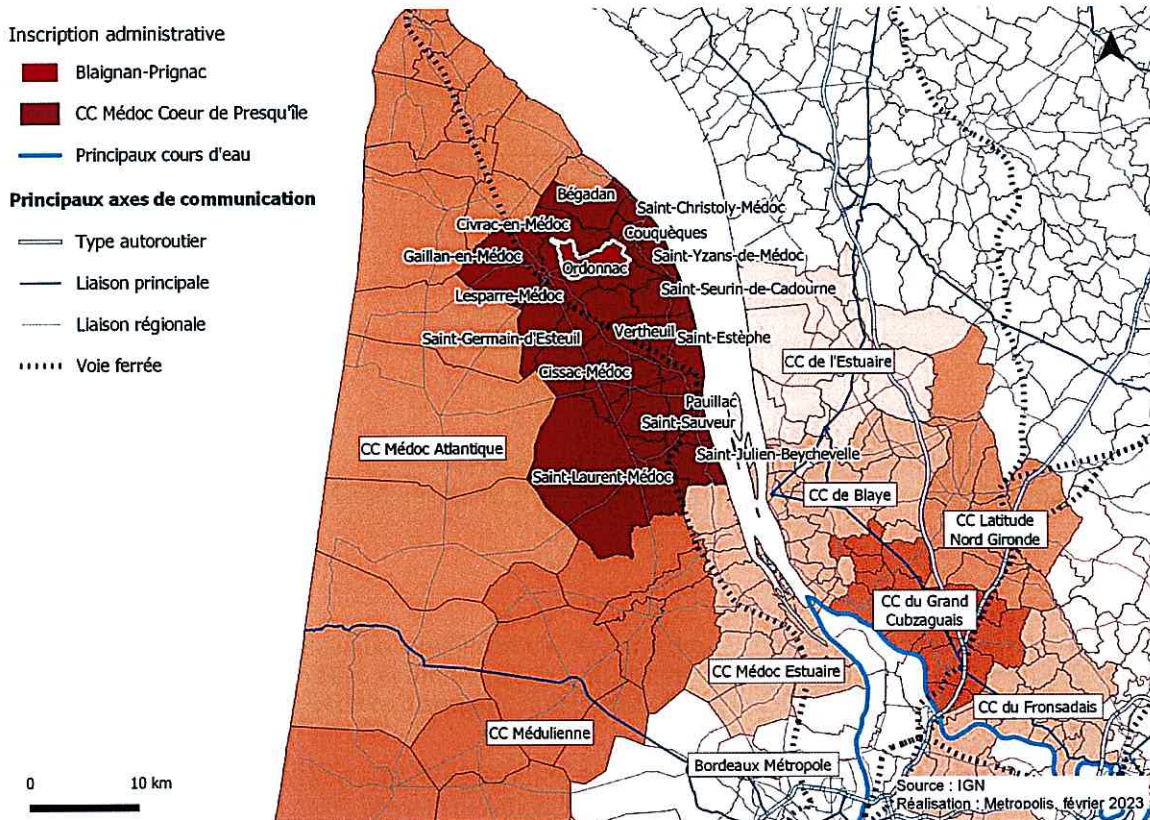 Inscription administrative
Blaignan-Prignac
CC Médoc Coeur de Presqu'île
Principaux cours d'eau
Principaux axes de communication
Type autoroutier
Liaison principale
Liaison régionale
Voie ferrée
0 10 km
Bégadan
Saint-Christoly-Médoc
Civrac-en-Médoc
Couquèques
Gaillan-en-Médoc
Saint-Yzans-de-Médoc
Ordonnac
Saint-Seurin-de-Cadourne
Lesparre-Médoc
Vertheuil
Saint-Germain-d'Esteuil
Saint-Estèphe
CC de l'Estuaire
Cissac-Médoc
Pauillac
Saint-Sauveur
CC Médoc Atlantique
Saint-Julien-Beychevelle
Saint-Laurent-Médoc
CC de Blaye
CC Latitude
Nord Gironde
CC du Grand
Cubzaguais
CC Médoc Estuaire
CC du Fronsadais
CC Médulienne
Bordeaux Métropole
Source : IGN
Réalisation : Metropolis, février 2023